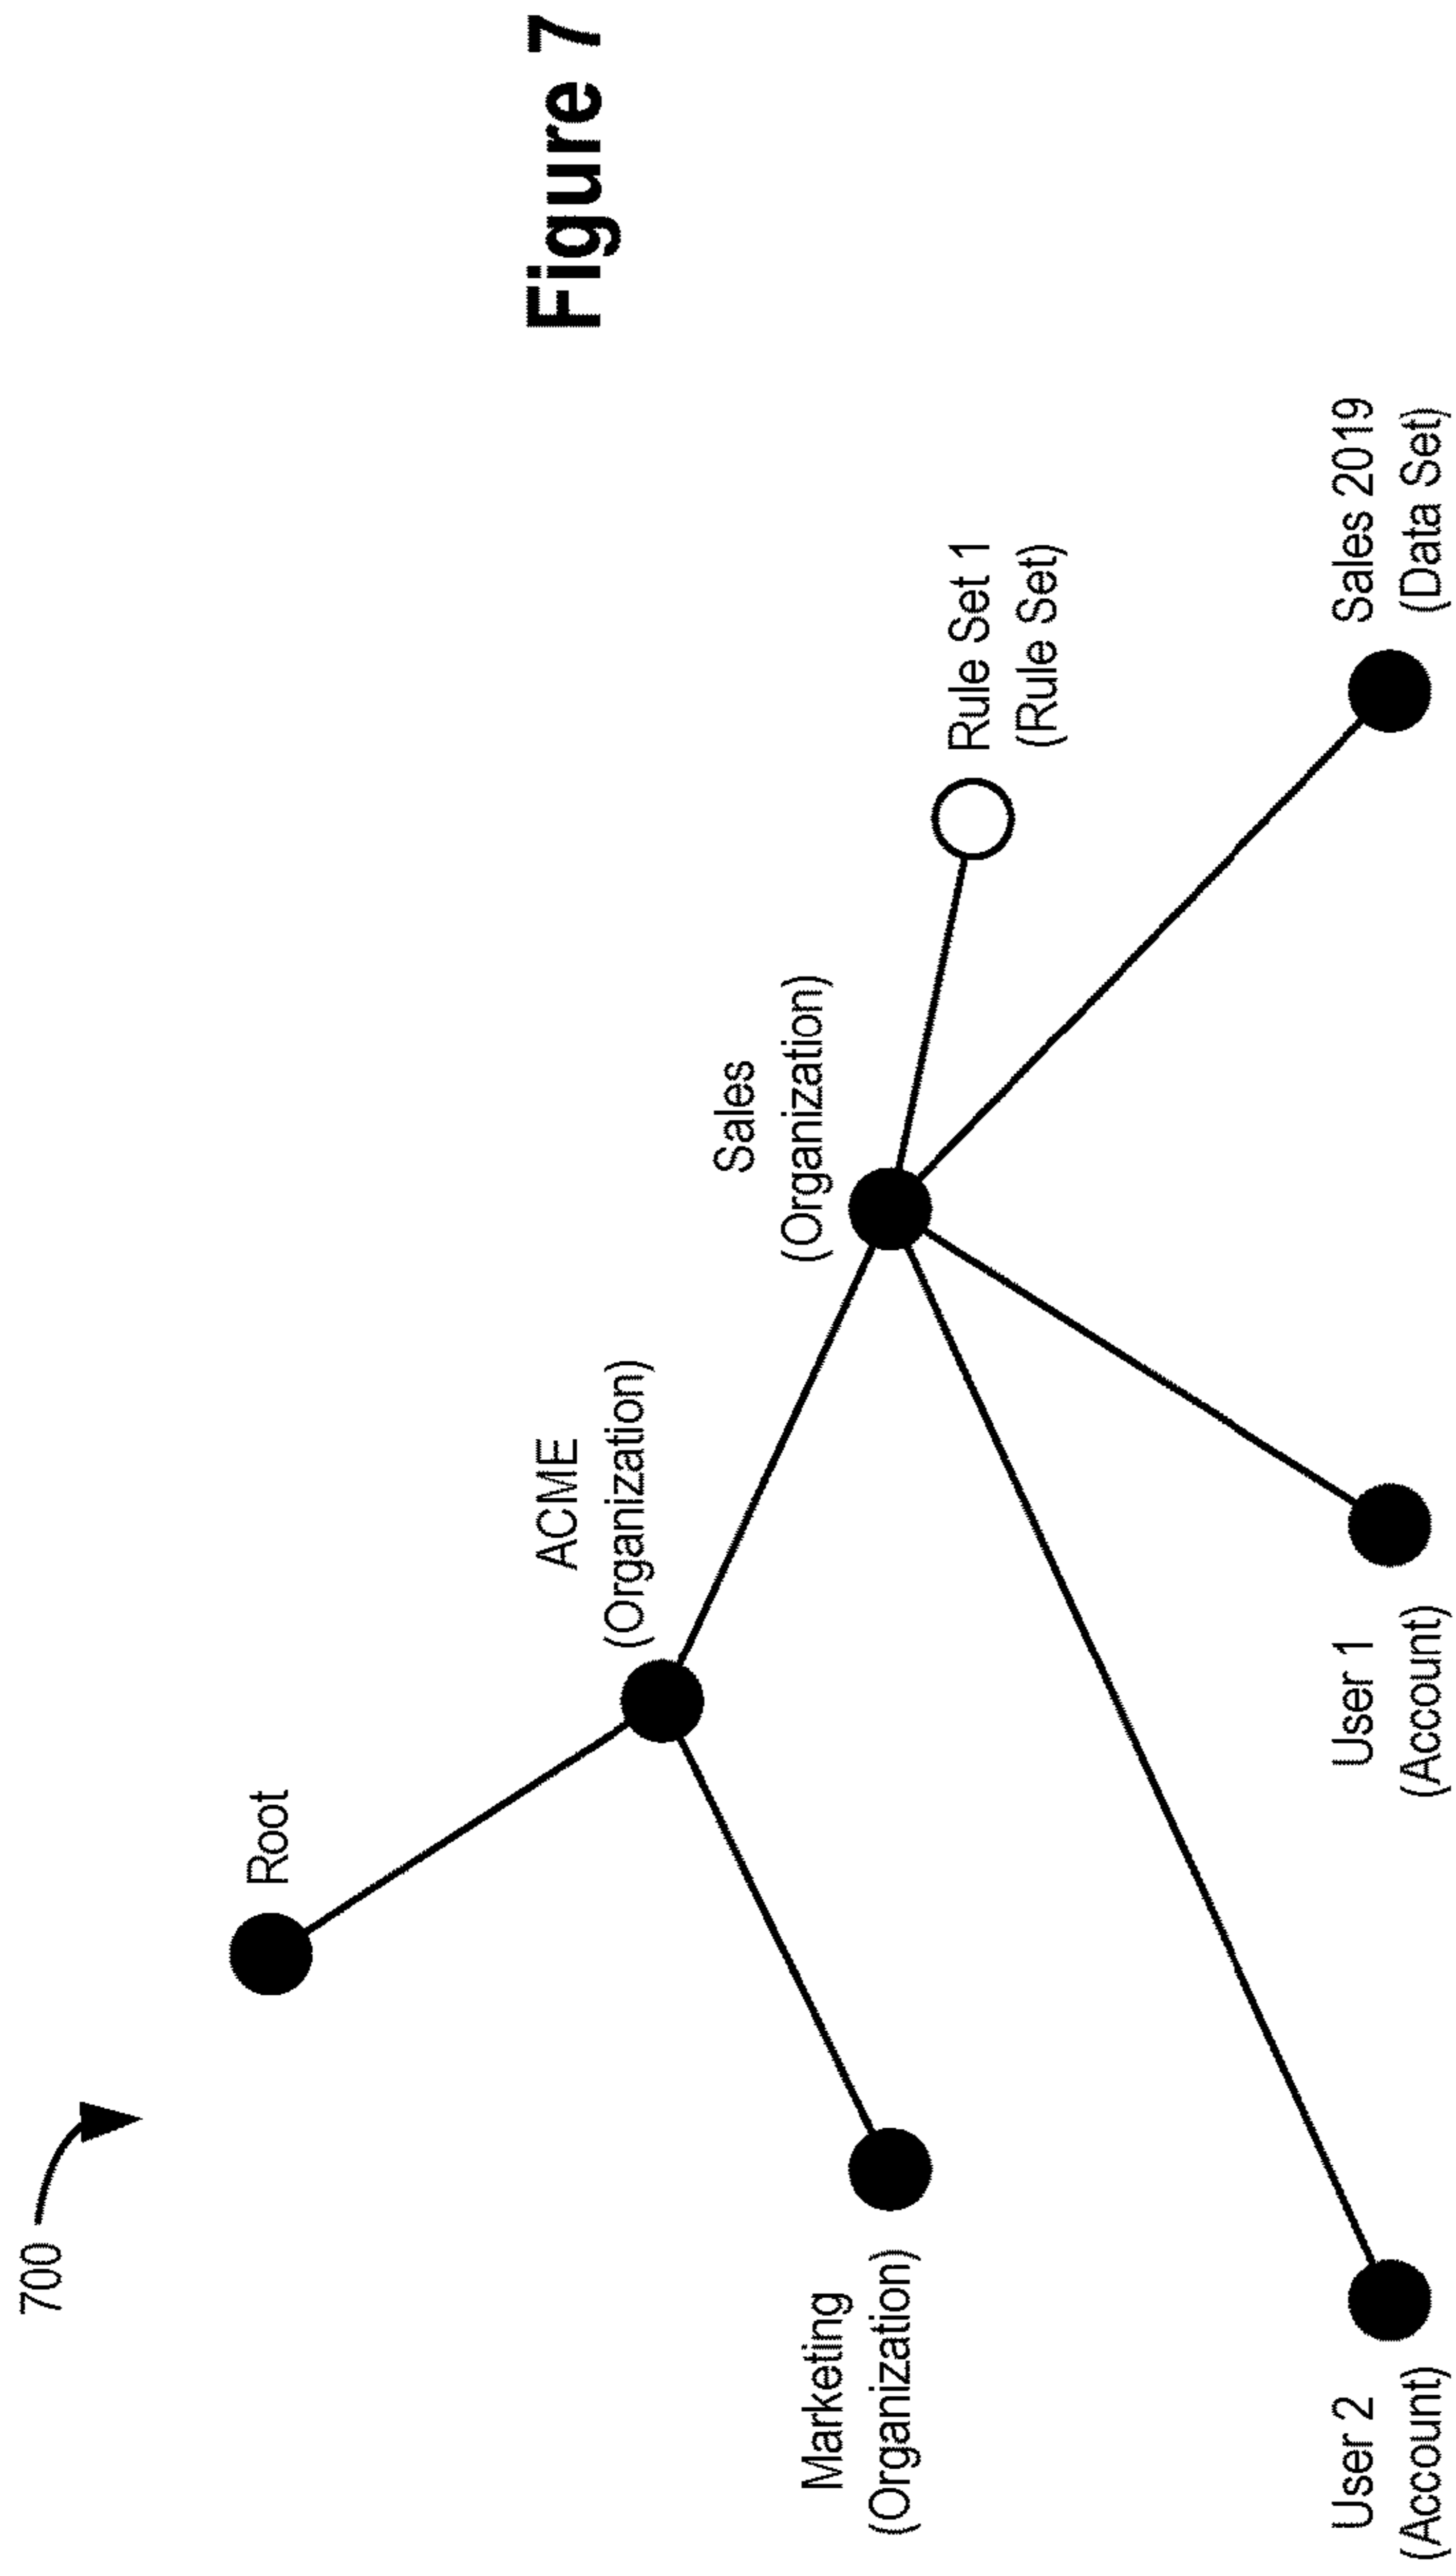 700
Root
ACME
(Organization)
Marketing
(Organization)
Sales
(Organization)
Rule Set 1
(Rule Set)
User 2
(Account)
User 1
(Account)
Sales 2019
(Data Set)
Figure 7